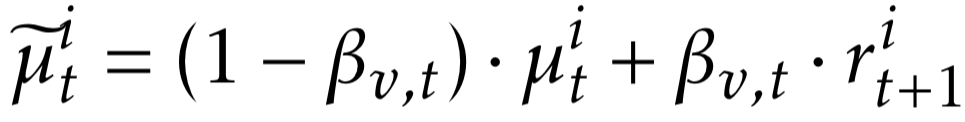 $\widetilde{\mu}_t^i = (1 - \beta_{v,t}) \cdot \mu_t^i + \beta_{v,t} \cdot r_{t+1}^i$